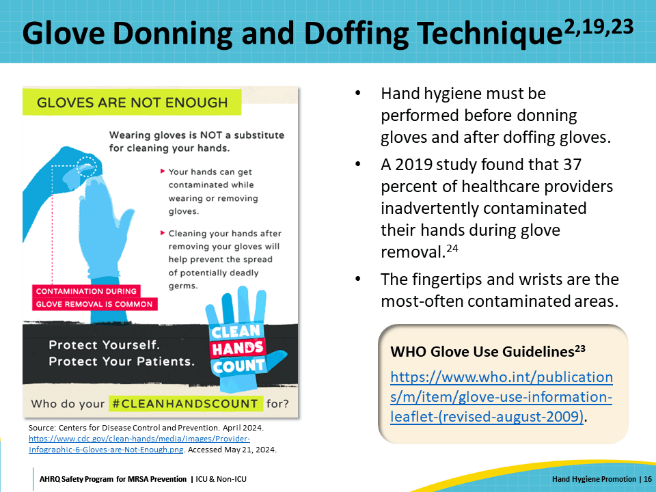 Glove Donning and Doffing Technique2,19,23
GLOVES ARE NOT ENOUGH
Wearing gloves is NOT a substitute
for cleaning your hands.
▶ Your hands can get
contaminated while
wearing or removing
gloves.
▶ Cleaning your hands after
removing your gloves will
help prevent the spread
of potentially deadly
germs.
CONTAMINATION DURING
GLOVE REMOVAL IS COMMON
Protect Yourself.
Protect Your Patients.
CLEAN
HANDS
COUNT
Who do your #CLEANHANDSCOUNT for?
Source: Centers for Disease Control and Prevention. April 2024.
https://www.cdc.gov/clean-hands/media/images/Provider-
Infographic-6-Gloves-are-Not-Enough.png. Accessed May 21, 2024.
• Hand hygiene must be
performed before donning
gloves and after doffing gloves.
• A 2019 study found that 37
percent of healthcare providers
inadvertently contaminated
their hands during glove
removal.24
• The fingertips and wrists are the
most-often contaminated areas.
WHO Glove Use Guidelines23
https://www.who.int/publication
s/m/item/glove-use-information-
leaflet-(revised-august-2009).
AHRQ Safety Program for MRSA Prevention | ICU & Non-ICU
Hand Hygiene Promotion | 16